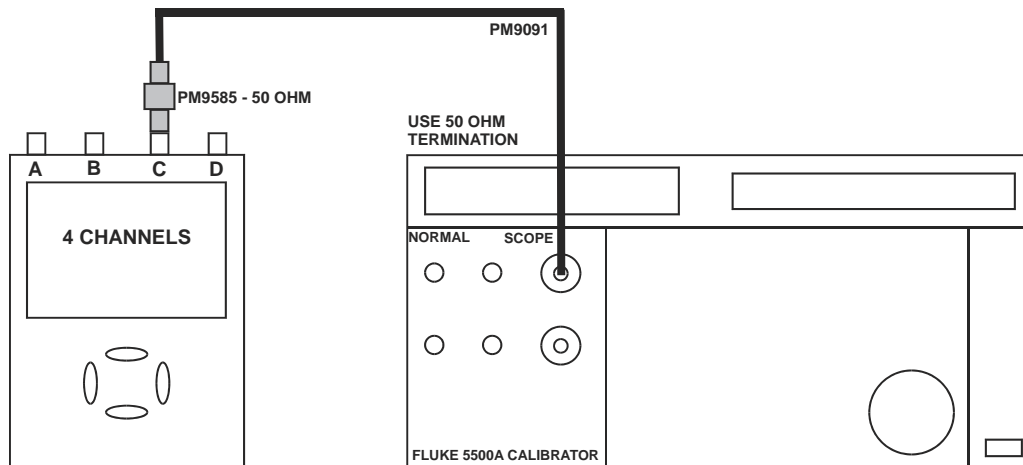 PM9091
PM9585 - 50 OHM
USE 50 OHM
TERMINATION
A B C D
4 CHANNELS
NORMAL SCOPE
FLUKE 5500A CALIBRATOR